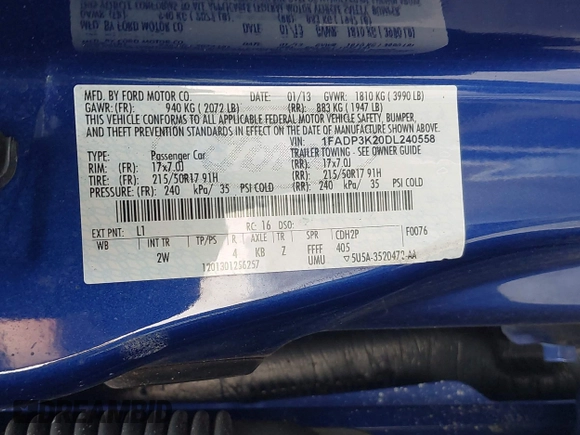 MFD. BY FORD MOTOR CO. DATE: 01/13 GVWR: 1810 KG ( 3990 LB)
GAWR: (FR): 940 KG ( 2072 LB) (RR): 883 KG ( 1947 LB)
THIS VEHICLE CONFORMS TO ALL APPLICABLE FEDERAL MOTOR VEHICLE SAFETY, BUMPER,
AND THEFT PREVENTION STANDARDS IN EFFECT ON THE DATE OF MANUFACTURE SHOWN ABOVE.
VIN: 1FADP3K20DL240558
TYPE: Passenger Car TRAILER TOWING - SEE OWNER GUIDE
RIM: (FR): 17x7.0J (RR): 17x7.0J
TIRE: (FR): 215/50R17 91H (RR): 215/50R17 91H
PRESSURE: (FR): 240 kPa/ 35 PSI COLD (RR): 240 kPa/ 35 PSI COLD
EXT PNT: L1 RC: 16 DSO: F0076
WB INT TR TP/PS R AXLE TR SPR CDH2P
2W 4 KB Z FFFF 405
UMU ▽5U5A-3520472-AA
1201301256257